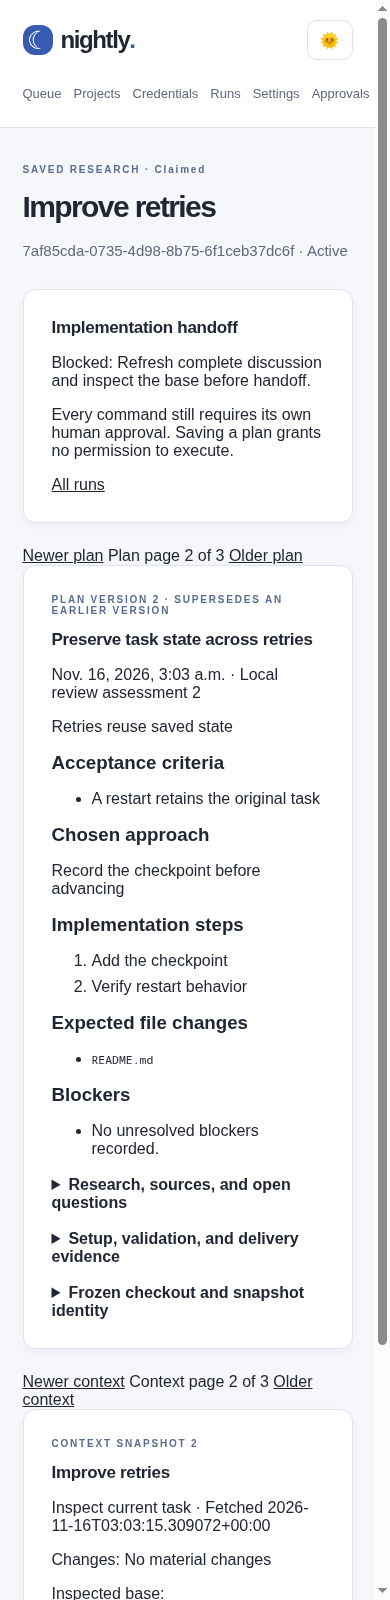 nightly.
Queue Projects Credentials Runs Settings Approvals
SAVED RESEARCH · Claimed
Improve retries
7af85cda-0735-4d98-8b75-6f1ceb37dc6f · Active
Implementation handoff
Blocked: Refresh complete discussion
and inspect the base before handoff.
Every command still requires its own
human approval. Saving a plan grants
no permission to execute.
All runs
Newer plan Plan page 2 of 3 Older plan
PLAN VERSION 2 · SUPERSEDES AN
EARLIER VERSION
Preserve task state across retries
Nov. 16, 2026, 3:03 a.m. · Local
review assessment 2
Retries reuse saved state
Acceptance criteria
• A restart retains the original task
Chosen approach
Record the checkpoint before
advancing
Implementation steps
1. Add the checkpoint
2. Verify restart behavior
Expected file changes
• README.md
Blockers
• No unresolved blockers
recorded.
Research, sources, and open
questions
Setup, validation, and delivery
evidence
Frozen checkout and snapshot
identity
Newer context Context page 2 of 3 Older
context
CONTEXT SNAPSHOT 2
Improve retries
Inspect current task · Fetched 2026-
11-16T03:03:15.309072+00:00
Changes: No material changes
Inspected base: